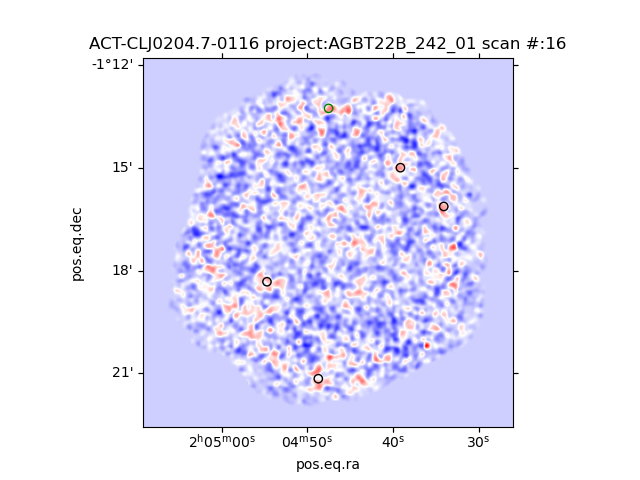 ACT-CLJ0204.7-0116 project:AGBT22B_242_01 scan #:16
-1°12'
15'
18'
21'
pos.eq.dec
2ʰ05ᵐ00ˢ 04ᵐ50ˢ 40ˢ 30ˢ
pos.eq.ra